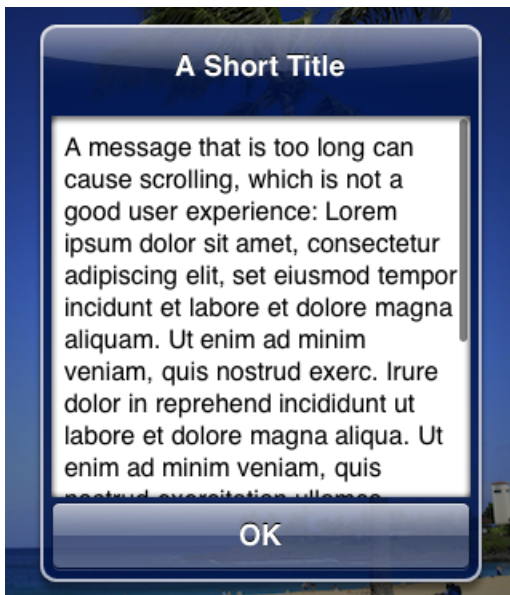 A Short Title
A message that is too long can
cause scrolling, which is not a
good user experience: Lorem
ipsum dolor sit amet, consectetur
adipiscing elit, set eiusmod tempor
incidunt et labore et dolore magna
aliquam. Ut enim ad minim
veniam, quis nostrud exerc. Irure
dolor in reprehend incididunt ut
labore et dolore magna aliqua. Ut
enim ad minim veniam, quis
nostrud exercitation ullamco
OK